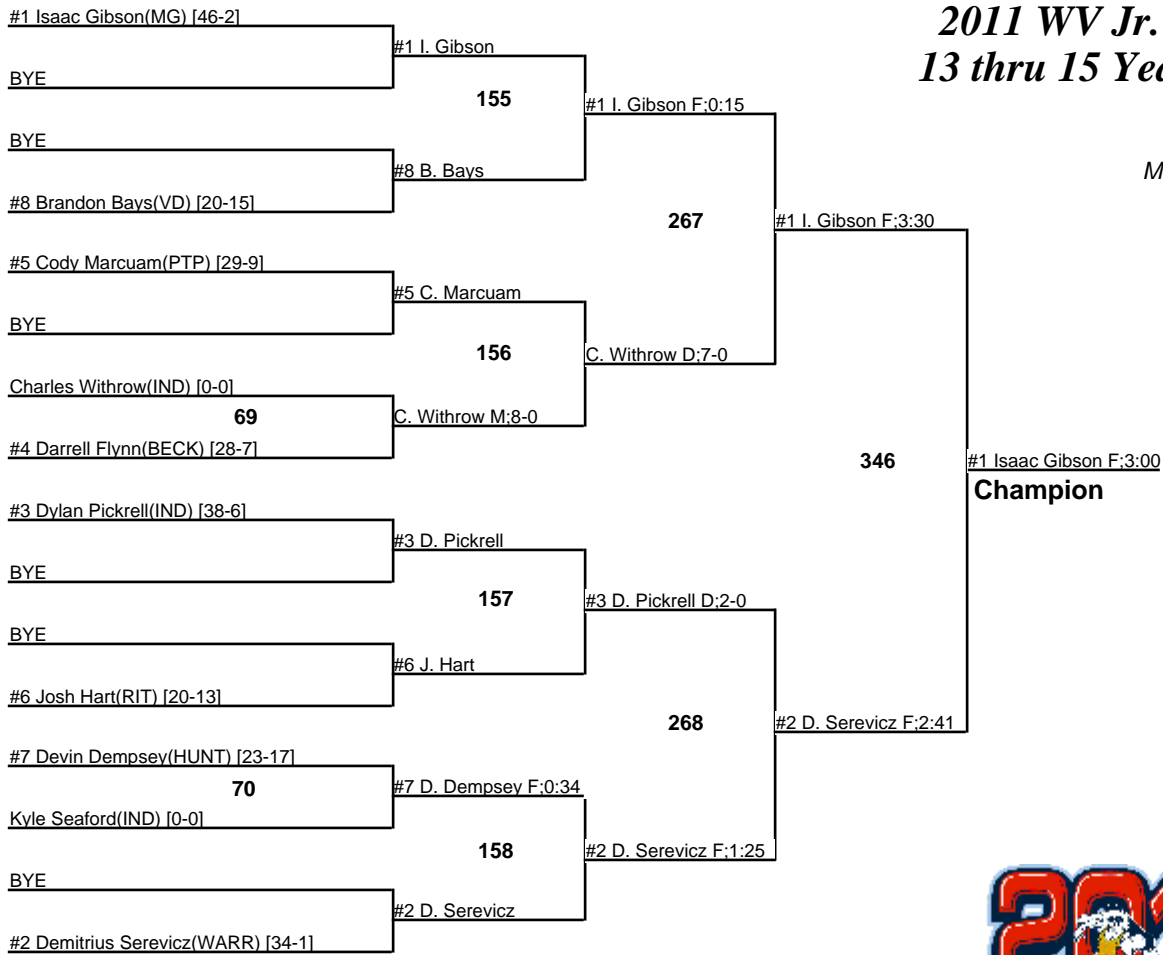 2011 WV Jr.
13 thru 15 Yea
M
#1 Isaac Gibson(MG) [46-2]
BYE
BYE
#8 Brandon Bays(VD) [20-15]
#5 Cody Marcuam(PTP) [29-9]
BYE
Charles Withrow(IND) [0-0]
69
#4 Darrell Flynn(BECK) [28-7]
#3 Dylan Pickrell(IND) [38-6]
BYE
BYE
#6 Josh Hart(RIT) [20-13]
#7 Devin Dempsey(HUNT) [23-17]
70
Kyle Seaford(IND) [0-0]
BYE
#2 Demitrius Serevicz(WARR) [34-1]
#1 I. Gibson
155
#8 B. Bays
#5 C. Marcuam
156
C. Withrow M;8-0
#3 D. Pickrell
157
#6 J. Hart
#7 D. Dempsey F;0:34
158
#2 D. Serevicz
#1 I. Gibson F;0:15
267
C. Withrow D;7-0
#3 D. Pickrell D;2-0
268
#2 D. Serevicz F;1:25
#1 I. Gibson F;3:30
346
#2 D. Serevicz F;2:41
#1 Isaac Gibson F;3:00
Champion